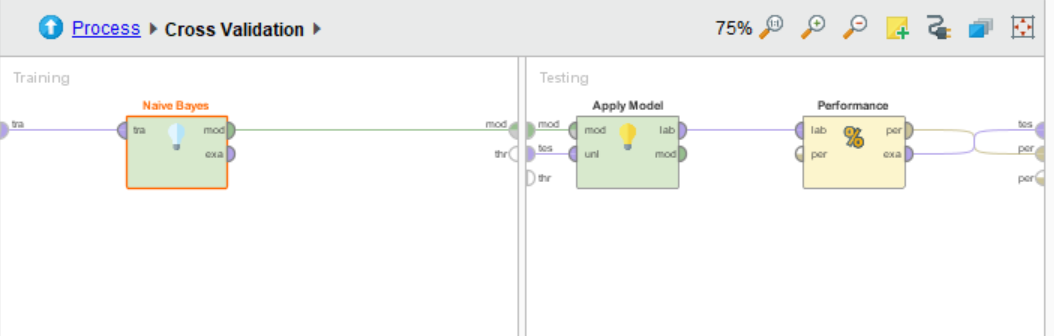 Process Cross Validation 75%
Training
Naive Bayes
tra tra mod mod
exa thr
Testing
Apply Model Performance
mod mod lab lab per tes
tes unl mod per exa per
thr per